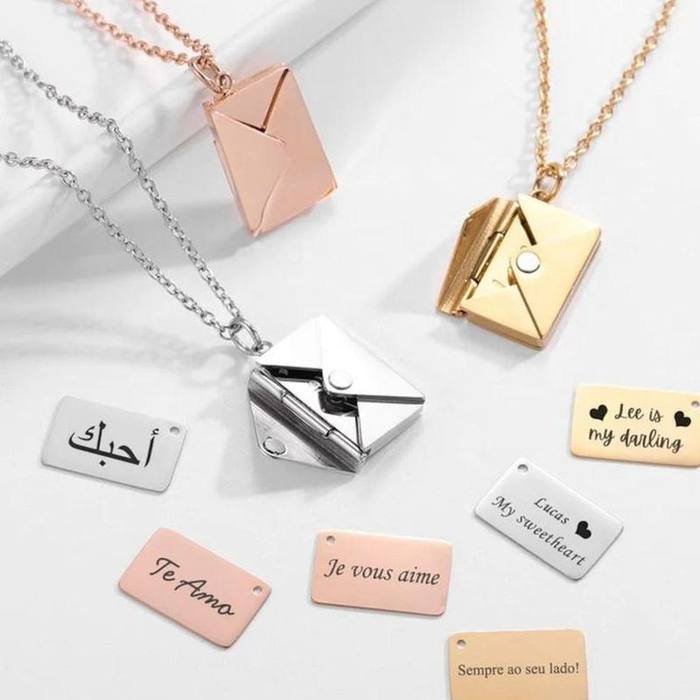 أحبك
Lee is
my darling
Lucas
My sweetheart
Te Amo
Je vous aime
Sempre ao seu lado!